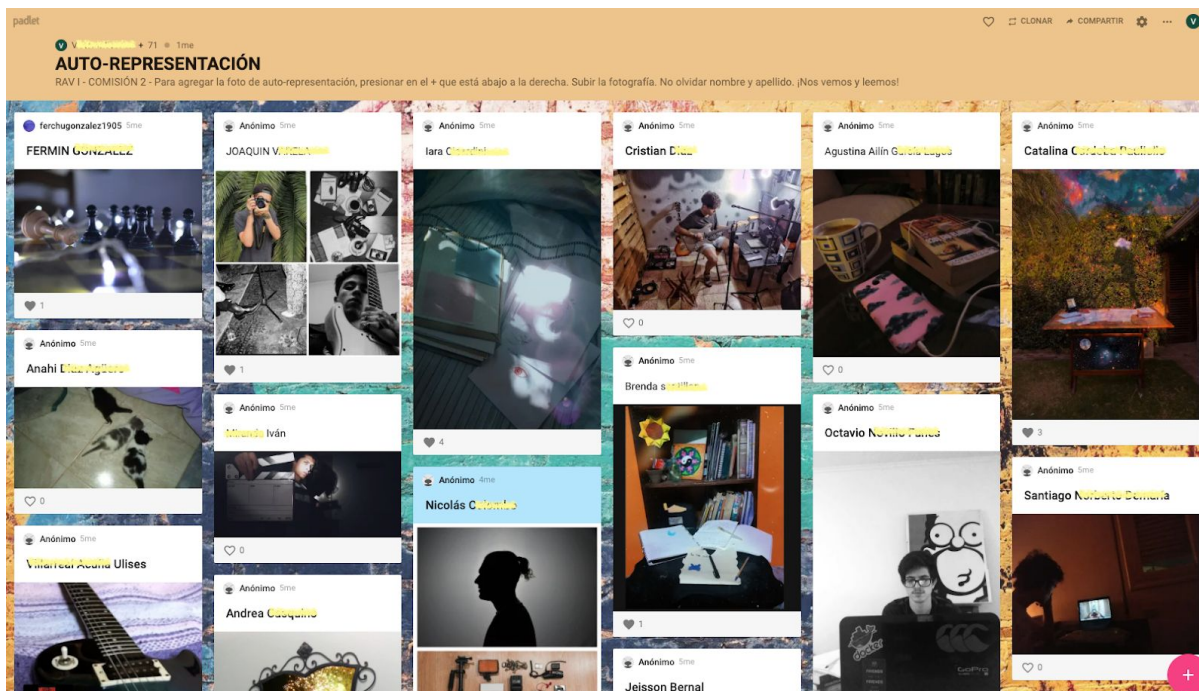 padlet
CLONAR
COMPARTIR
+ 71 1me
AUTO-REPRESENTACIÓN
RAV I - COMISIÓN 2 - Para agregar la foto de auto-representación, presionar en el + que está abajo a la derecha. Subir la fotografía. No olvidar nombre y apellido. ¡Nos vemos y leemos!
ferchugonzalez1905 5me
FERMIN
1
Anónimo 5me
Anahi
0
Anónimo 5me
Ulises
Anónimo 5me
JOAQUIN
1
Anónimo 5me
Iván
0
Anónimo 5me
Andrea
Anónimo 5me
Iara
4
Anónimo 4me
Nicolás
Anónimo 5me
Cristian
0
Anónimo 5me
Brenda
1
Anónimo 5me
Jeisson Bernal
Anónimo 5me
Agustina Ailín
0
Anónimo 5me
Octavio
docker
GoPro
Anónimo 5me
Catalina
3
Anónimo 5me
Santiago
0